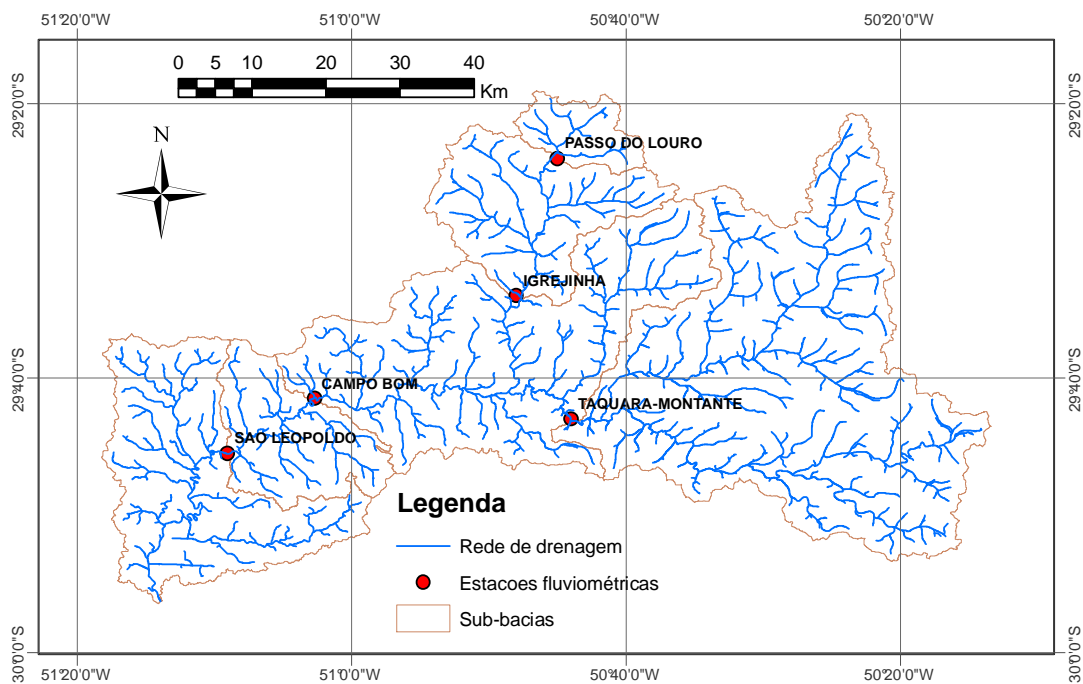 51°20'0"W 51°0'0"W 50°40'0"W 50°20'0"W
0 5 10 20 30 40
Km
N
29°20'0"S 29°20'0"S
PASSO DO LOURO
IGREJINHA
29°40'0"S 29°40'0"S
CAMPO BOM
TAQUARA-MONTANTE
SAO LEOPOLDO
Legenda
Rede de drenagem
Estacoes fluviométricas
Sub-bacias
30°0'0"S 30°0'0"S
51°20'0"W 51°0'0"W 50°40'0"W 50°20'0"W